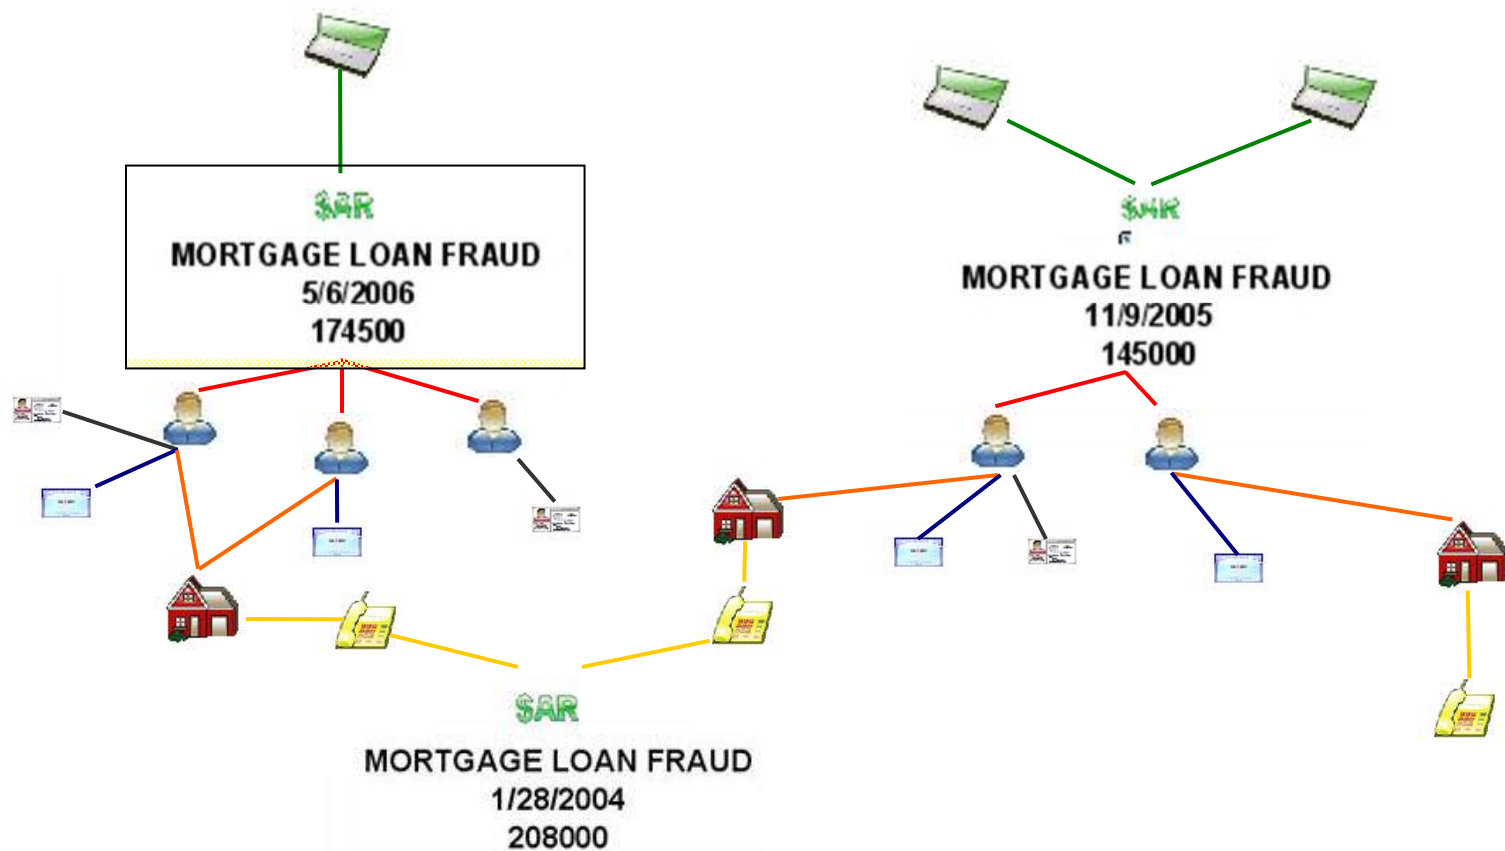 $AR
MORTGAGE LOAN FRAUD
5/6/2006
174500
$AR
MORTGAGE LOAN FRAUD
11/9/2005
145000
$AR
MORTGAGE LOAN FRAUD
1/28/2004
208000